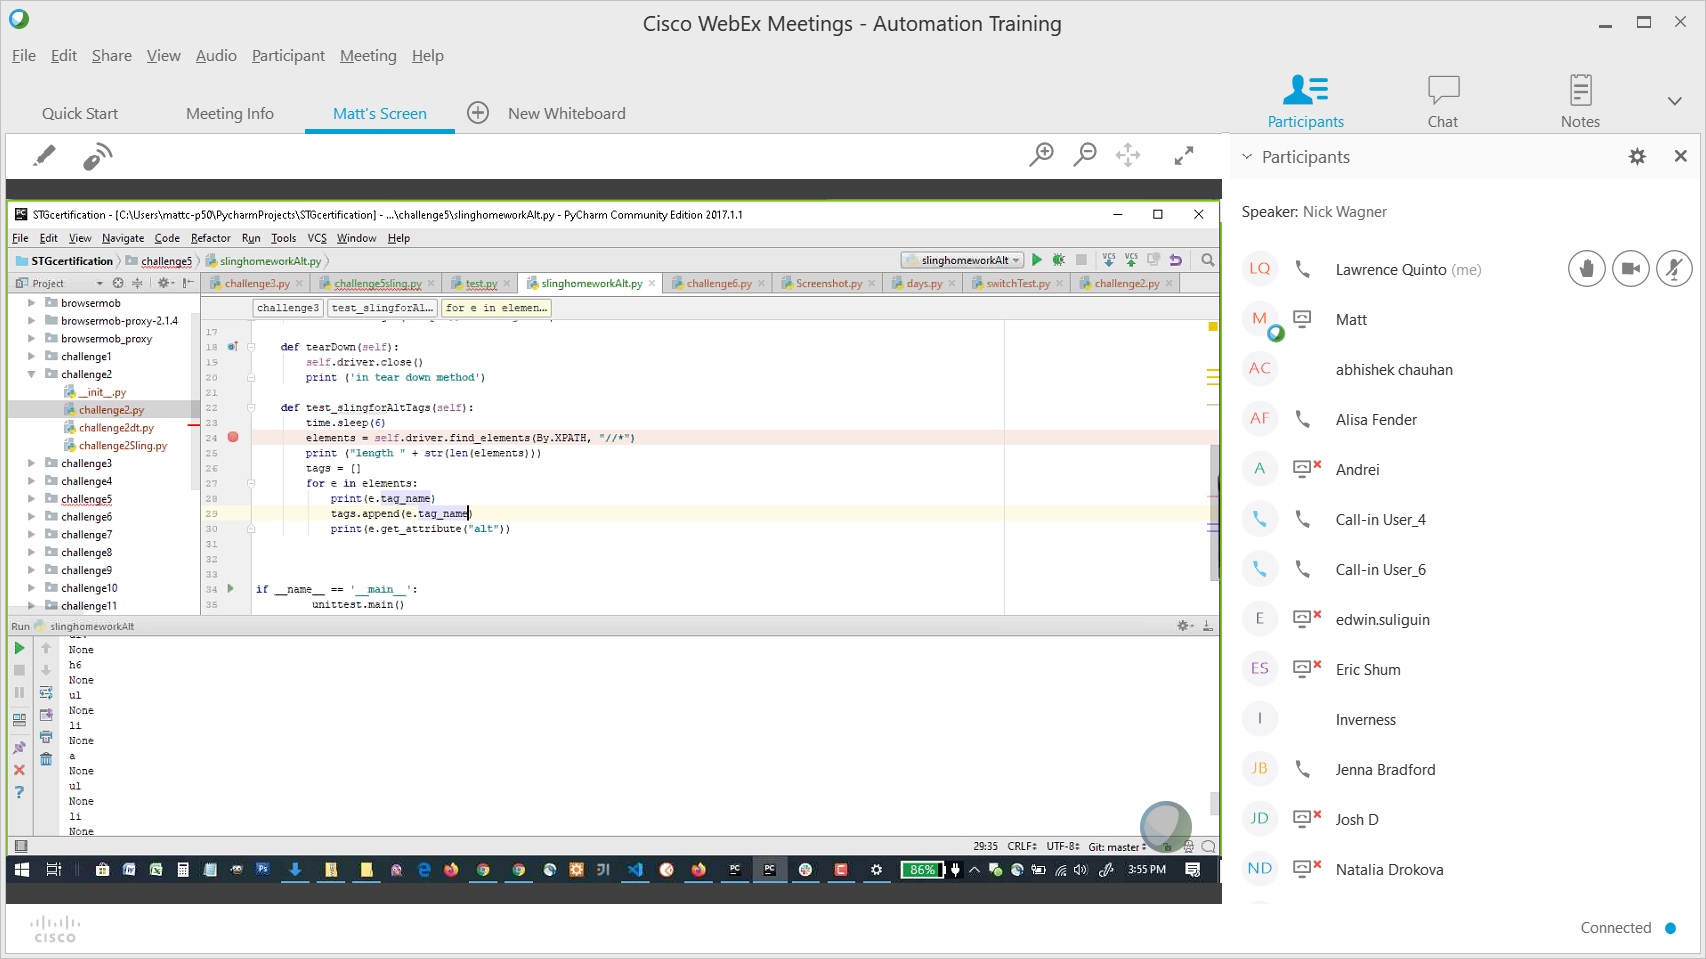 Cisco WebEx Meetings - Automation Training
File Edit Share View Audio Participant Meeting Help
Quick Start Meeting Info Matt's Screen New Whiteboard
Participants Chat Notes
Participants
Speaker: Nick Wagner
LQ Lawrence Quinto (me)
M Matt
AC abhishek chauhan
AF Alisa Fender
A Andrei
Call-in User_4
Call-in User_6
E edwin.suliguin
ES Eric Shum
I Inverness
JB Jenna Bradford
JD Josh D
ND Natalia Drokova
Connected
PC STGcertification - [C:\Users\mattc-p50\PycharmProjects\STGcertification] - ...\challenge5\slinghomeworkAlt.py - PyCharm Community Edition 2017.1.1
File Edit View Navigate Code Refactor Run Tools VCS Window Help
STGcertification challenge5 slinghomeworkAlt.py slinghomeworkAlt VCS VCS
Project challenge3.py challenge5sling.py test.py slinghomeworkAlt.py challenge6.py Screenshot.py days.py switchTest.py challenge2.py
browsermob
browsermob-proxy-2.1.4
browsermob_proxy
challenge1
challenge2
__init__.py
challenge2.py
challenge2dt.py
challenge2Sling.py
challenge3
challenge4
challenge5
challenge6
challenge7
challenge8
challenge9
challenge10
challenge11
challenge3 test_slingforAl... for e in elemen...
17
18 def tearDown(self):
19 self.driver.close()
20 print ('in tear down method')
21
22 def test_slingforAltTags(self):
23 time.sleep(6)
24 elements = self.driver.find_elements(By.XPATH, "//*")
25 print ("length " + str(len(elements)))
26 tags = []
27 for e in elements:
28 print(e.tag_name)
29 tags.append(e.tag_name)
30 print(e.get_attribute("alt"))
31
32
33
34 if __name__ == '__main__':
35 unittest.main()
Run slinghomeworkAlt
None
h6
None
ul
None
li
None
a
None
ul
None
li
None
29:35 CRLF UTF-8 Git: master
86% 3:55 PM
CISCO